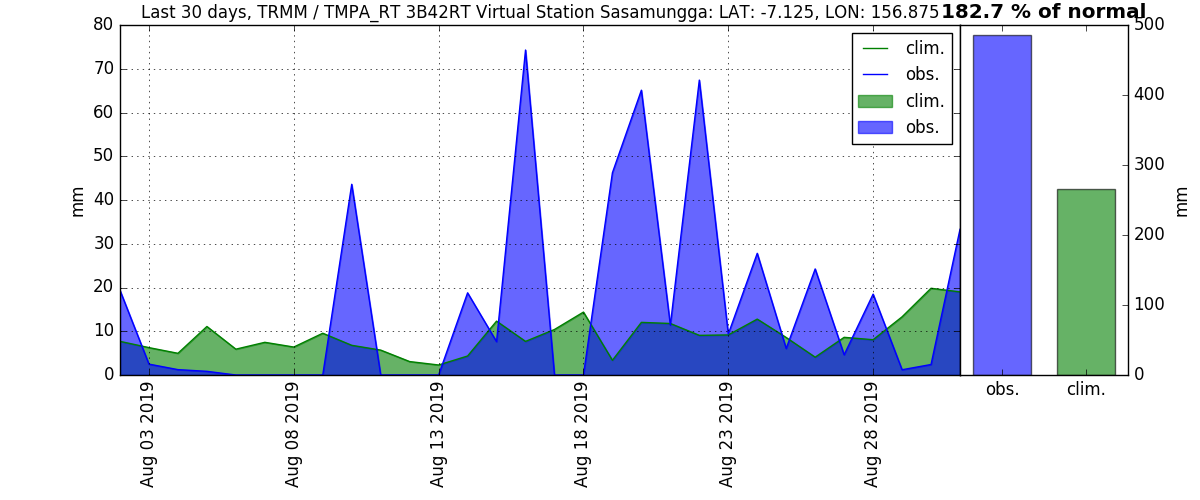 Last 30 days, TRMM / TMPA_RT 3B42RT Virtual Station Sasamungga: LAT: -7.125, LON: 156.875
182.7 % of normal
80
70
60
50
40
30
20
10
0
mm
clim.
obs.
clim.
obs.
Aug 03 2019
Aug 08 2019
Aug 13 2019
Aug 18 2019
Aug 23 2019
Aug 28 2019
500
400
300
200
100
0
mm
obs.
clim.